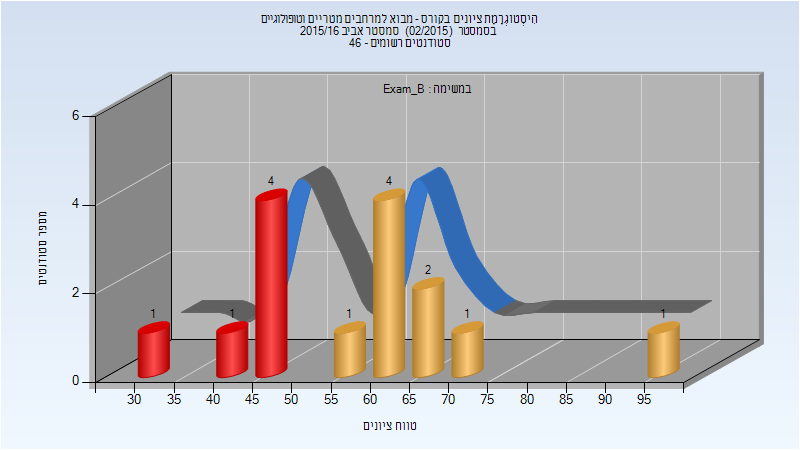 הִיסְטוֹגְרָמַת ציונים בקורס - מבוא למרחבים מטריים וטופולוגיים
בסמסטר (02/2015) סמסטר אביב 2015/16
סטודנטים רשומים - 46
במשימה : Exam_B
מספר סטודנטים
6
4
2
0
1
1
4
1
4
2
1
1
30 35 40 45 50 55 60 65 70 75 80 85 90 95
טווח ציונים